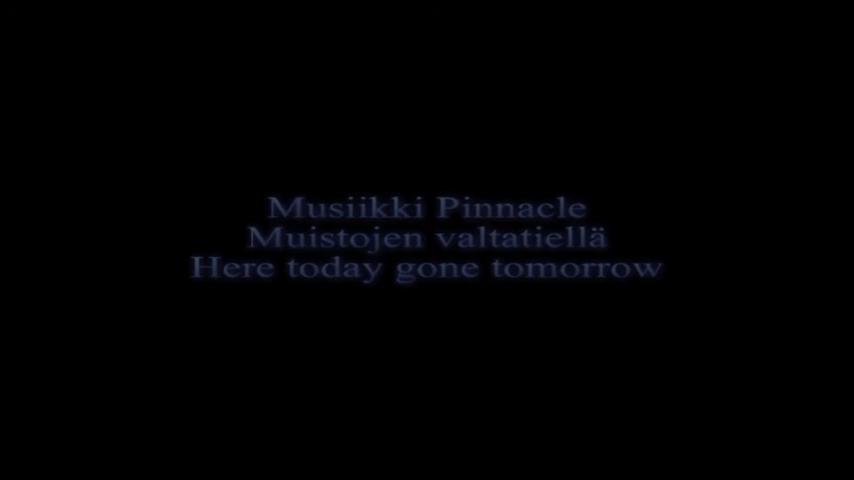 Musiikki Pinnacle
Muistojen valtatiellä
Here today gone tomorrow